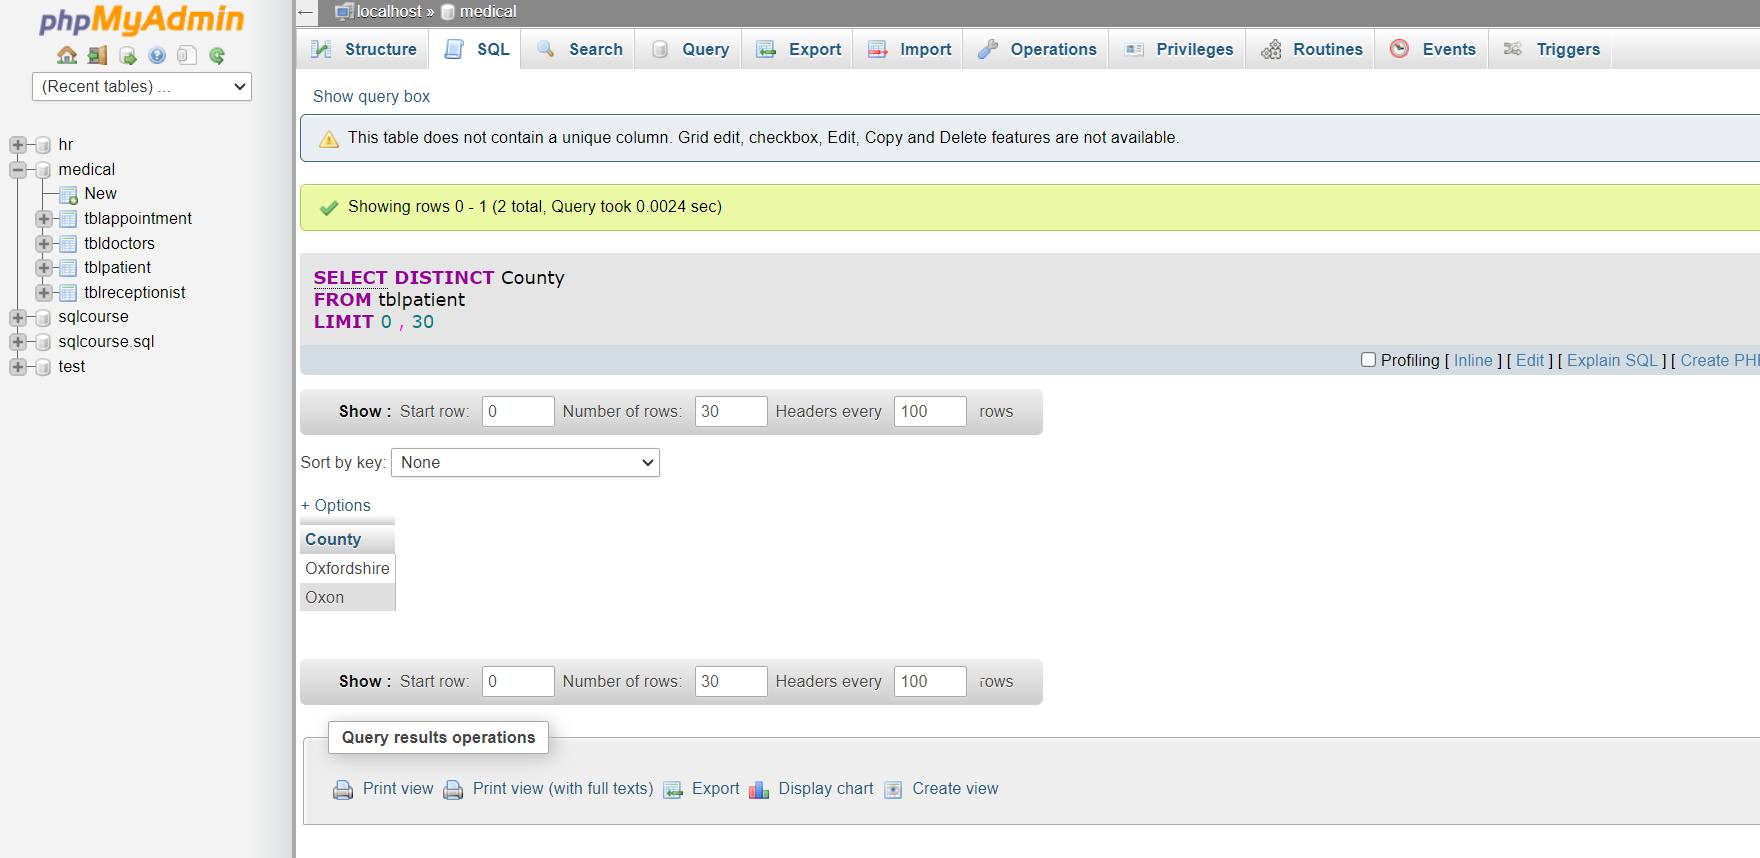 phpMyAdmin
(Recent tables) ...
hr
medical
New
tblappointment
tbldoctors
tblpatient
tblreceptionist
sqlcourse
sqlcourse.sql
test
localhost » medical
Structure SQL Search Query Export Import Operations Privileges Routines Events Triggers
Show query box
This table does not contain a unique column. Grid edit, checkbox, Edit, Copy and Delete features are not available.
Showing rows 0 - 1 (2 total, Query took 0.0024 sec)
SELECT DISTINCT County
FROM tblpatient
LIMIT 0 , 30
Profiling [ Inline ] [ Edit ] [ Explain SQL ] [ Create PH
Show : Start row: 0 Number of rows: 30 Headers every 100 rows
Sort by key: None
+ Options
County
Oxfordshire
Oxon
Show : Start row: 0 Number of rows: 30 Headers every 100 rows
Query results operations
Print view Print view (with full texts) Export Display chart Create view